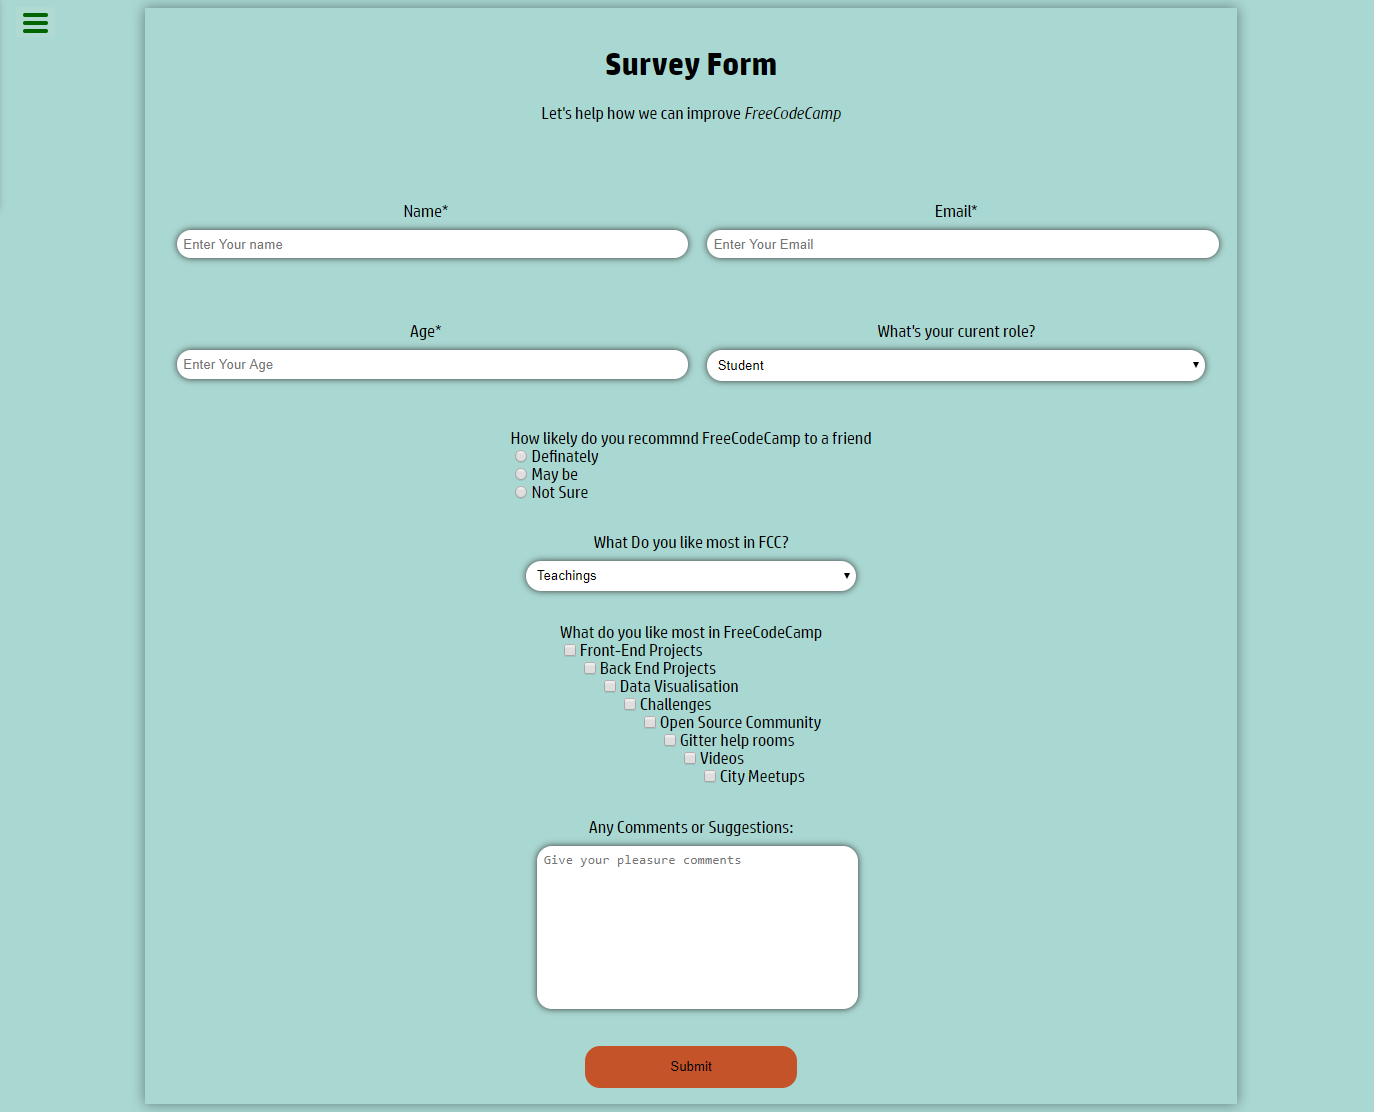 Survey Form
Let's help how we can improve FreeCodeCamp
Name*
Email*
Enter Your name
Enter Your Email
Age*
What's your curent role?
Enter Your Age
Student
How likely do you recommnd FreeCodeCamp to a friend
Definately
May be
Not Sure
What Do you like most in FCC?
Teachings
What do you like most in FreeCodeCamp
Front-End Projects
Back End Projects
Data Visualisation
Challenges
Open Source Community
Gitter help rooms
Videos
City Meetups
Any Comments or Suggestions:
Give your pleasure comments
Submit